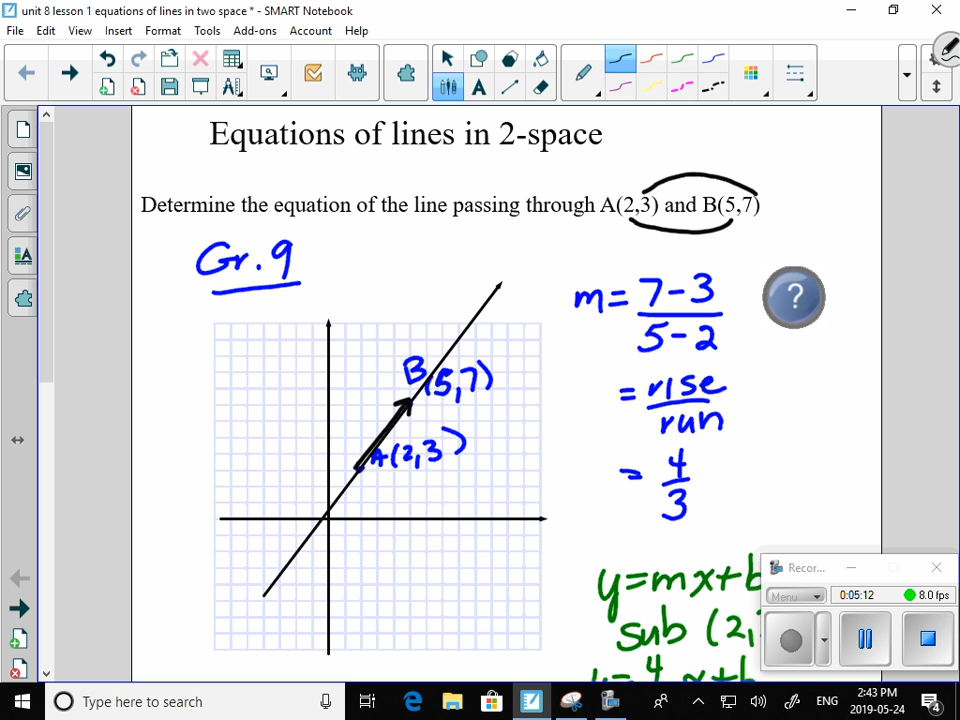 unit 8 lesson 1 equations of lines in two space * - SMART Notebook
File Edit View Insert Format Tools Add-ons Account Help
Equations of lines in 2-space
Determine the equation of the line passing through A(2,3) and B(5,7)
Gr. 9
m = 7-3
5-2
= rise
run
= 4
3
B(5,7)
A(2,3)
y=mx+b
sub (2,
y= 4 x+b
Recor...
Menu
0:05:12
8.0 fps
Type here to search
ENG
2:43 PM
2019-05-24
4